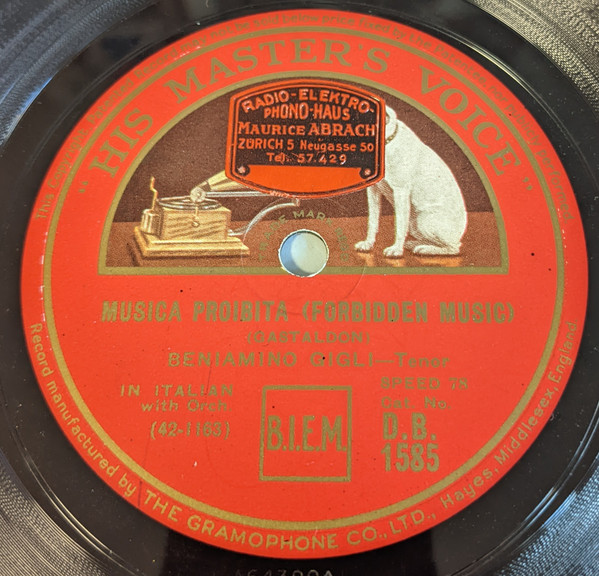 "HIS MASTER'S VOICE"
RADIO-ELEKTRO-
PHONO-HAUS
MAURICE ABRACH
ZÜRICH 5 Neugasse 50
Tel. 57.429
MUSICA PROIBITA (FORBIDDEN MUSIC)
(GASTALDON)
BENIAMINO GIGLI—Tenor
IN ITALIAN
with Orch
(42-1163)
B.I.E.M.
SPEED 78
Cat. No.
D.B.
1585
Record manufactured by THE GRAMOPHONE CO., LTD., Hayes, Middlesex, England